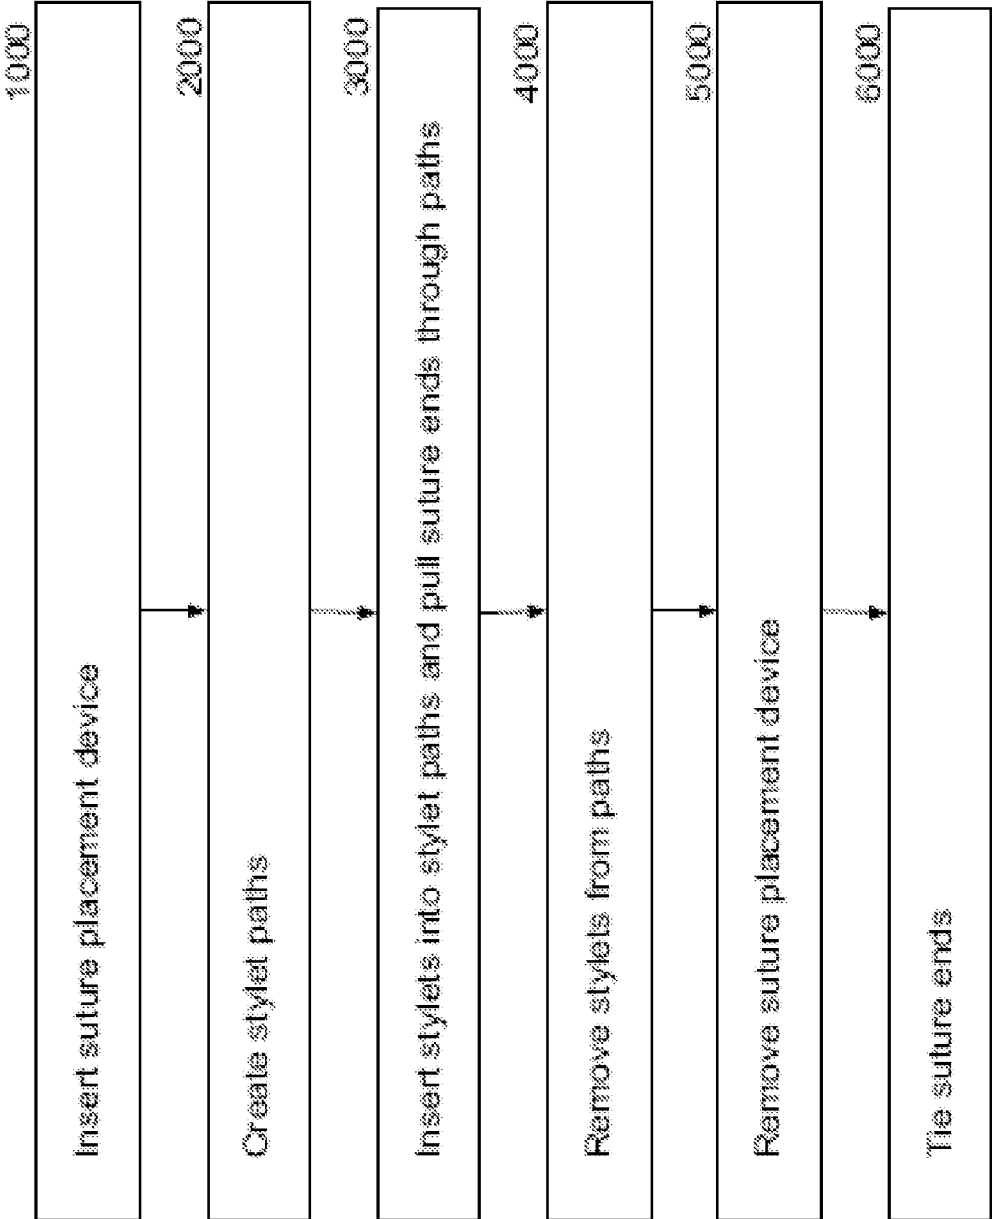 1000
Insert suture placement device
2000
Create stylet paths
3000
Insert stylets into stylet paths and pull suture ends through paths
4000
Remove stylets from paths
5000
Remove suture placement device
6000
Tie suture ends